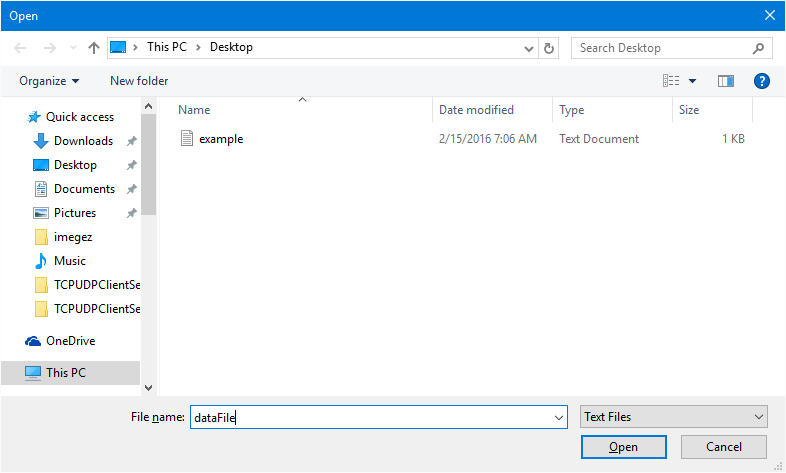 Open
This PC Desktop
Search Desktop
Organize New folder
Name Date modified Type Size
example 2/15/2016 7:06 AM Text Document 1 KB
Quick access
Downloads
Desktop
Documents
Pictures
imegez
Music
TCPUDPClientSe
TCPUDPClientSe
OneDrive
This PC
File name: dataFile Text Files
Open Cancel